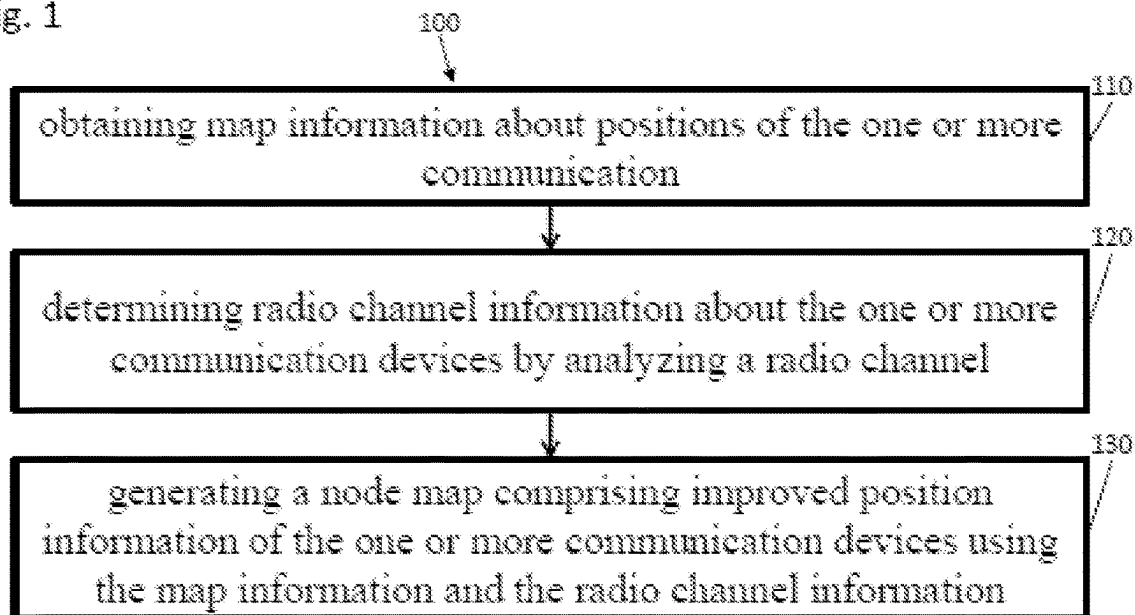 g. 1
100
110
obtaining map information about positions of the one or more
communication
120
determining radio channel information about the one or more
communication devices by analyzing a radio channel
130
generating a node map comprising improved position
information of the one or more communication devices using
the map information and the radio channel information